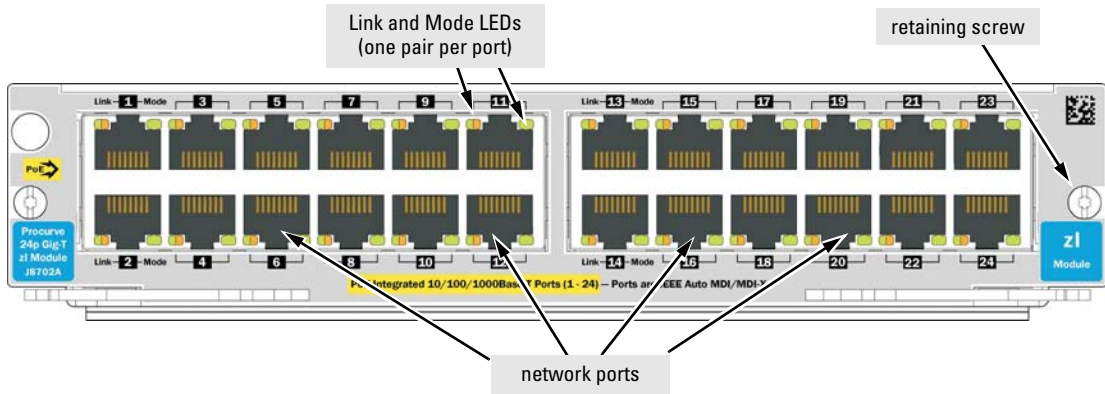 Link and Mode LEDs
(one pair per port)
retaining screw
Link 1 Mode 3 5 7 9 11 Link 13 Mode 15 17 19 21 23
PoE
Procurve
24p Gig-T
zl Module
J8702A
zl
Module
Link 2 Mode 4 6 8 10 12 Link 14 Mode 16 18 20 22 24
Integrated 10/100/1000Base-T Ports (1 - 24) — Ports are IEEE Auto MDI/MDI-X
network ports